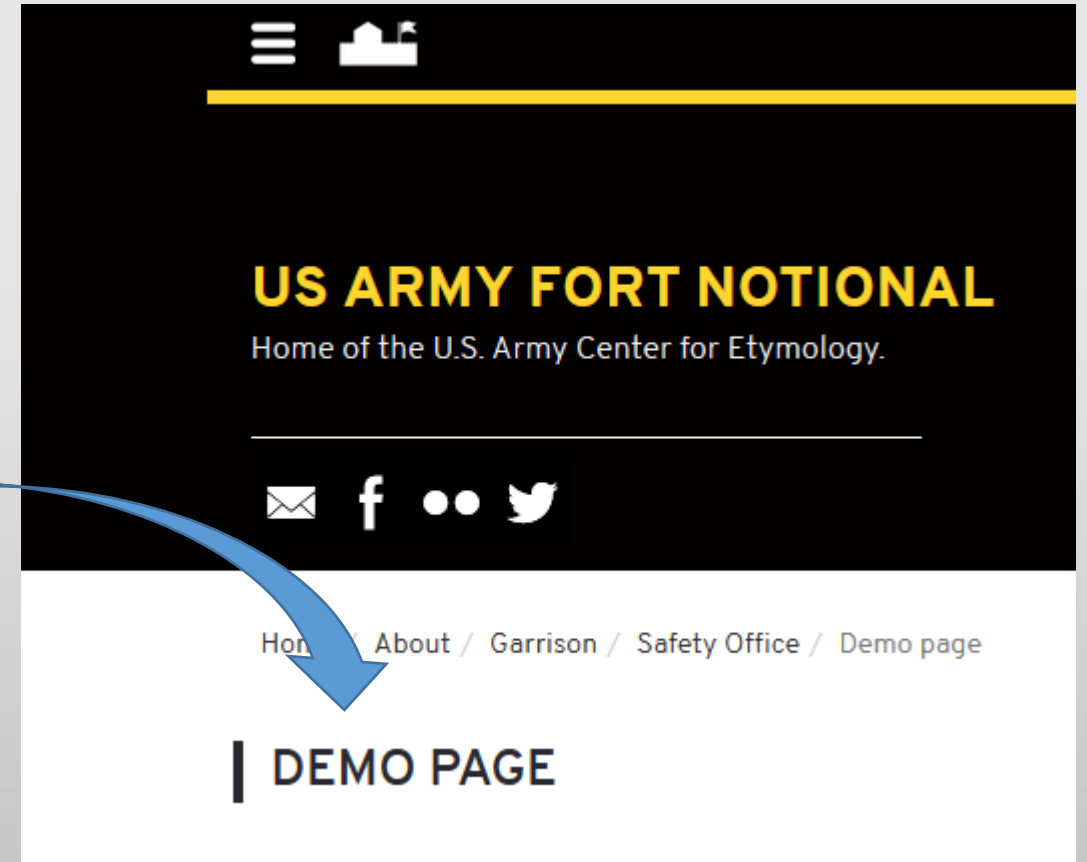 US ARMY FORT NOTIONAL
Home of the U.S. Army Center for Etymology.
/ About / Garrison / Safety Office / Demo page
DEMO PAGE